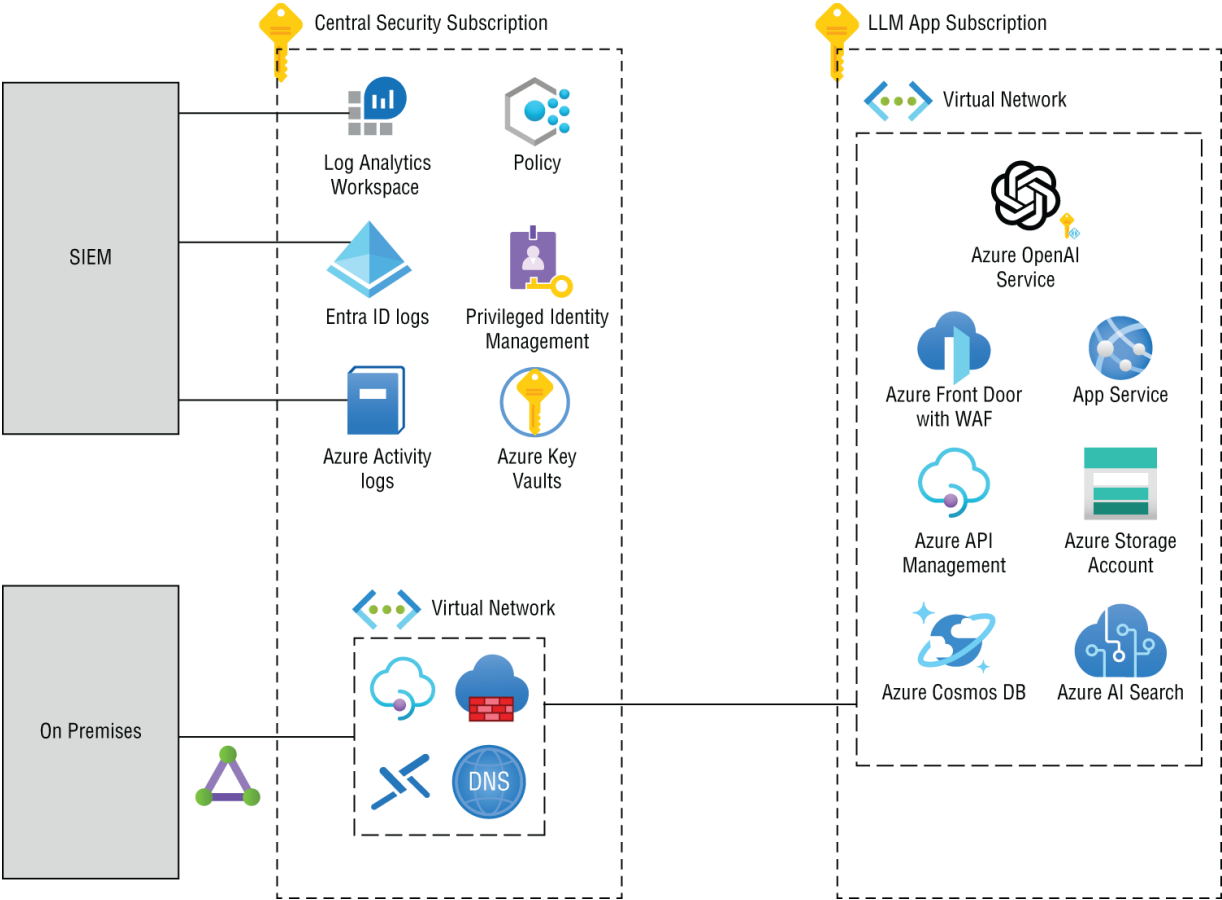 Central Security Subscription
LLM App Subscription
Virtual Network
Log Analytics
Workspace
Policy
SIEM
Entra ID logs
Privileged Identity
Management
Azure Activity
logs
Azure Key
Vaults
Azure OpenAI
Service
Azure Front Door
with WAF
App Service
Azure API
Management
Azure Storage
Account
Azure Cosmos DB
Azure AI Search
On Premises
Virtual Network
DNS